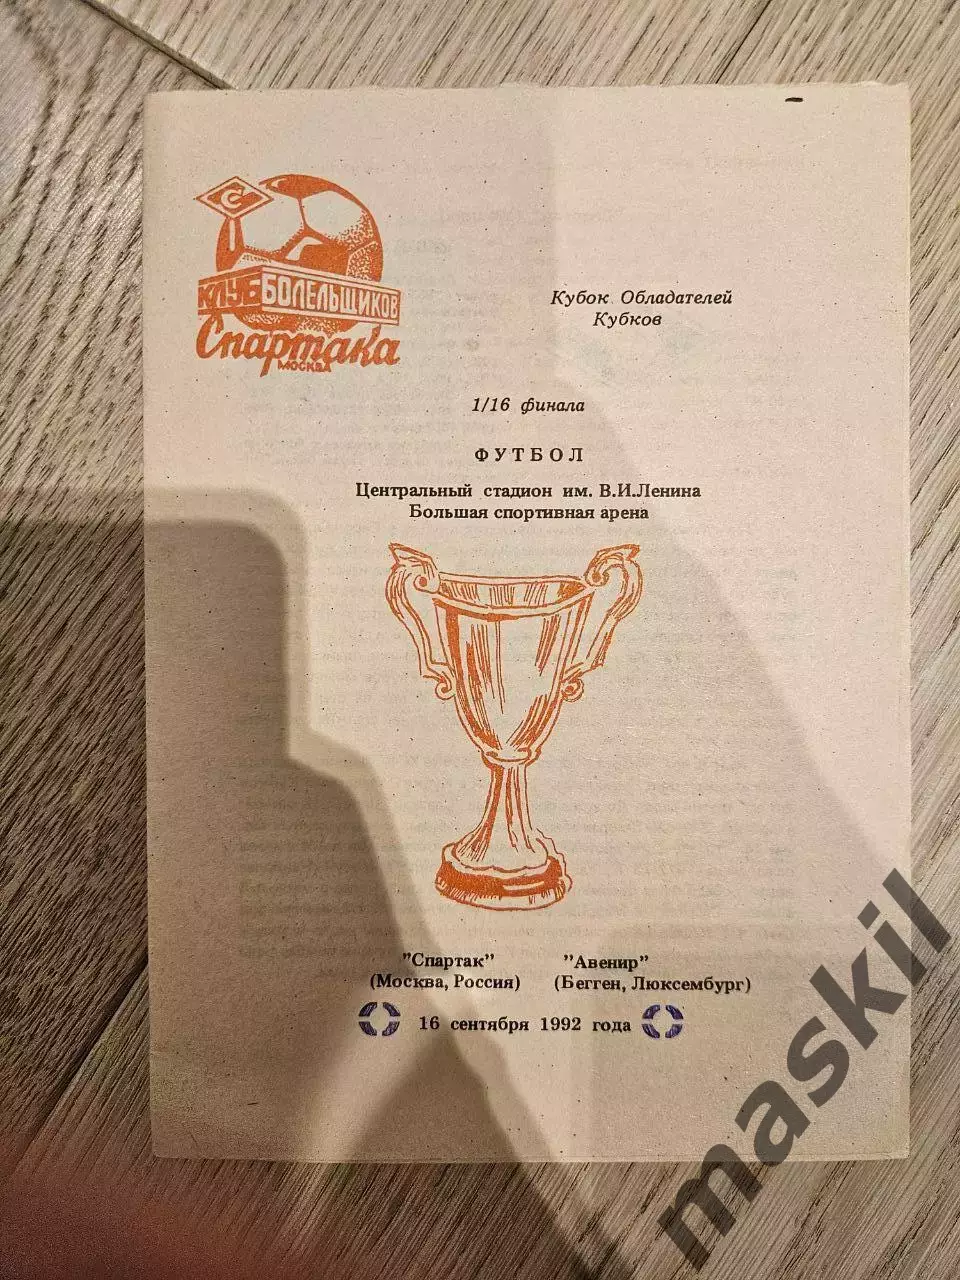 С
КЛУБ БОЛЕЛЬЩИКОВ
Спартака
МОСКВА
Кубок Обладателей
Кубков
1/16 финала
ФУТБОЛ
Центральный стадион им. В.И.Ленина
Большая спортивная арена
"Спартак" "Авенир"
(Москва, Россия) (Бегген, Люксембург)
16 сентября 1992 года
maskil